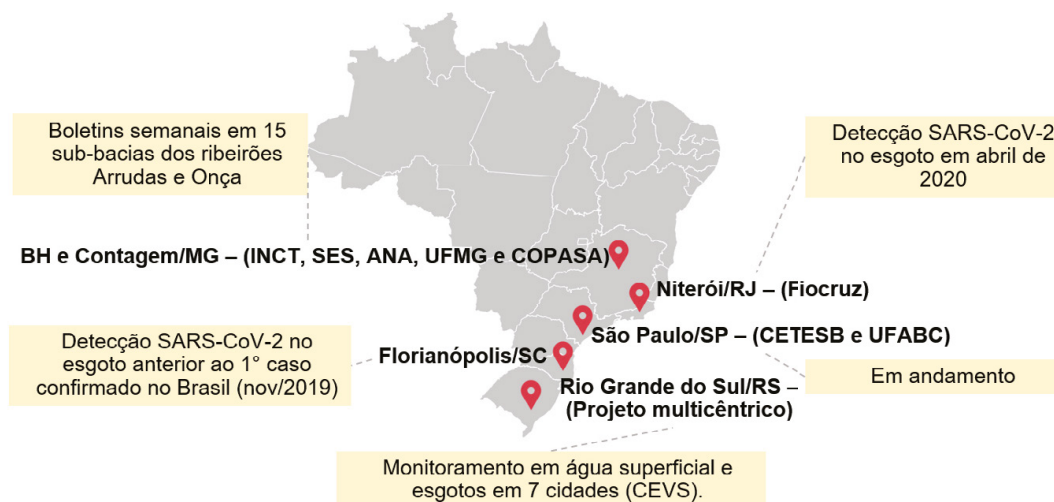 Boletins semanais em 15
sub-bacias dos ribeirões
Arrudas e Onça
Detecção SARS-CoV-2
no esgoto em abril de
2020
BH e Contagem/MG – (INCT, SES, ANA, UFMG e COPASA)
Niterói/RJ – (Fiocruz)
São Paulo/SP – (CETESB e UFABC)
Detecção SARS-CoV-2 no
esgoto anterior ao 1° caso
confirmado no Brasil (nov/2019)
Florianópolis/SC
Em andamento
Rio Grande do Sul/RS –
(Projeto multicêntrico)
Monitoramento em água superficial e
esgotos em 7 cidades (CEVS).